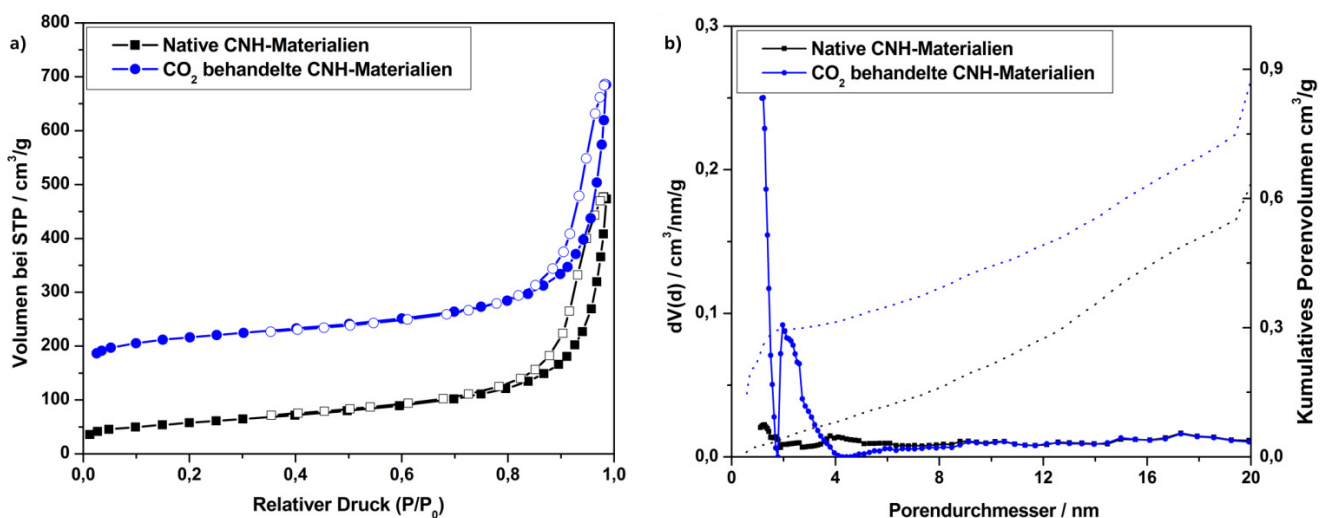 a)
Native CNH-Materialien
CO₂ behandelte CNH-Materialien
Volumen bei STP / cm³/g
800
700
600
500
400
300
200
100
0
0,0 0,2 0,4 0,6 0,8 1,0
Relativer Druck (P/P₀)
b)
Native CNH-Materialien
CO₂ behandelte CNH-Materialien
dV(d) / cm³/nm/g
0,3
0,2
0,1
0,0
0 4 8 12 16 20
Porendurchmesser / nm
0,9
0,6
0,3
0,0
Kumulatives Porenvolumen cm³/g